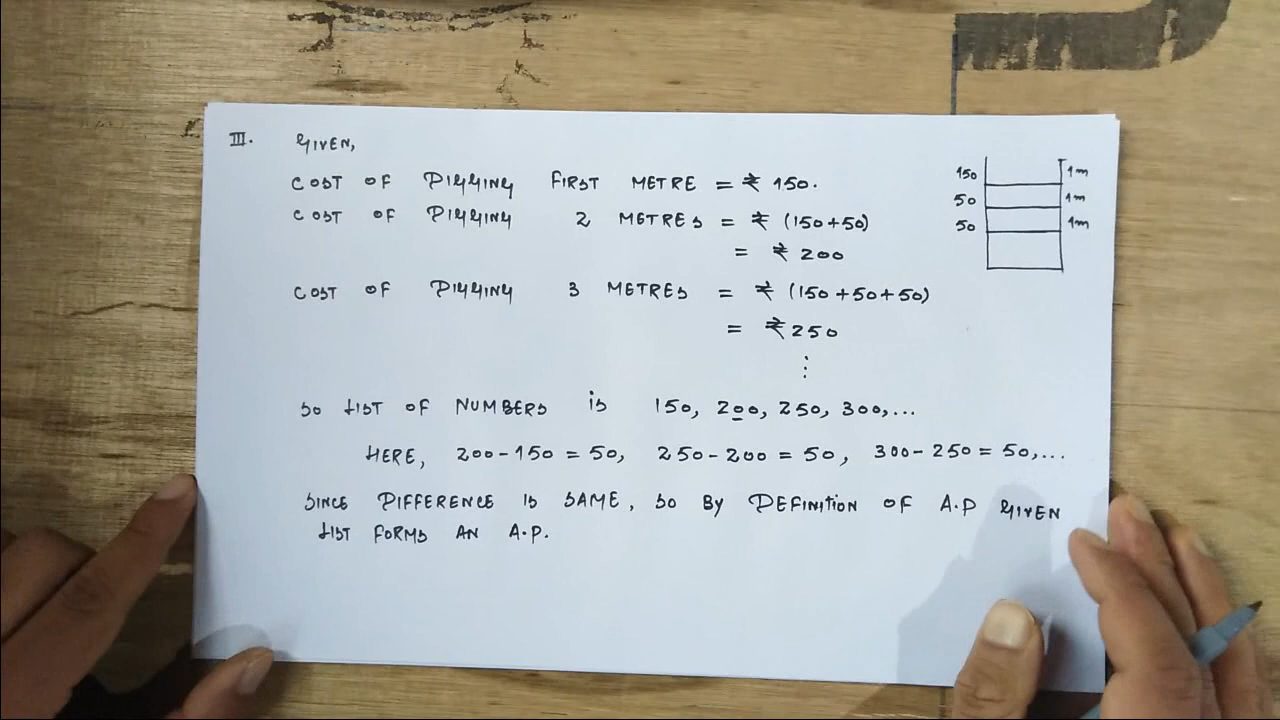 III. GIVEN,
COST OF DIGGING FIRST METRE = ₹ 150.
COST OF DIGGING 2 METRES = ₹ (150+50)
= ₹ 200
COST OF DIGGING 3 METRES = ₹ (150+50+50)
= ₹ 250
⋮
SO LIST OF NUMBERS is 150, 200, 250, 300,...
HERE, 200-150 = 50, 250-200 = 50, 300-250 = 50,...
SINCE DIFFERENCE IS SAME, SO BY DEFINITION OF A.P GIVEN
LIST FORMS AN A.P.
150 1m
50 1m
50 1m